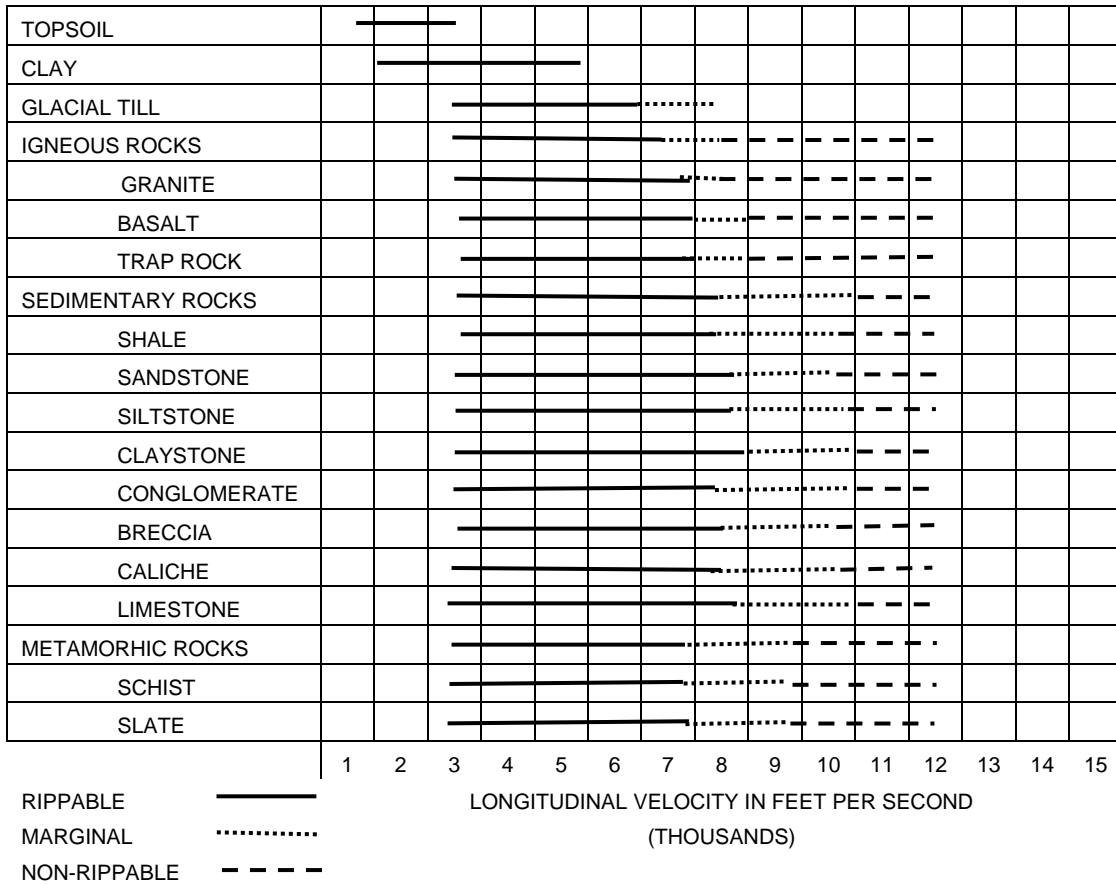 TOPSOIL
CLAY
GLACIAL TILL
IGNEOUS ROCKS
GRANITE
BASALT
TRAP ROCK
SEDIMENTARY ROCKS
SHALE
SANDSTONE
SILTSTONE
CLAYSTONE
CONGLOMERATE
BRECCIA
CALICHE
LIMESTONE
METAMORHIC ROCKS
SCHIST
SLATE
1 2 3 4 5 6 7 8 9 10 11 12 13 14 15
RIPPABLE LONGITUDINAL VELOCITY IN FEET PER SECOND
MARGINAL (THOUSANDS)
NON-RIPPABLE